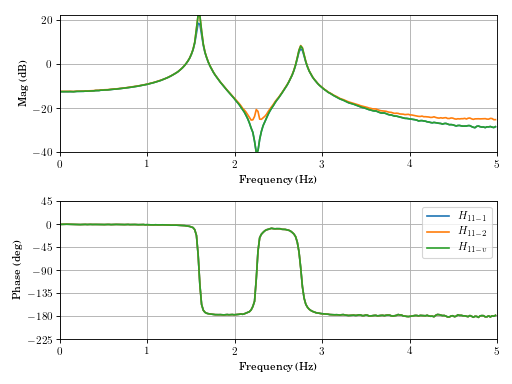 20
0
−20
−40
Mag (dB)
0 1 2 3 4 5
Frequency (Hz)
45
0
−45
−90
−135
−180
−225
Phase (deg)
H11−1
H11−2
H11−v
0 1 2 3 4 5
Frequency (Hz)